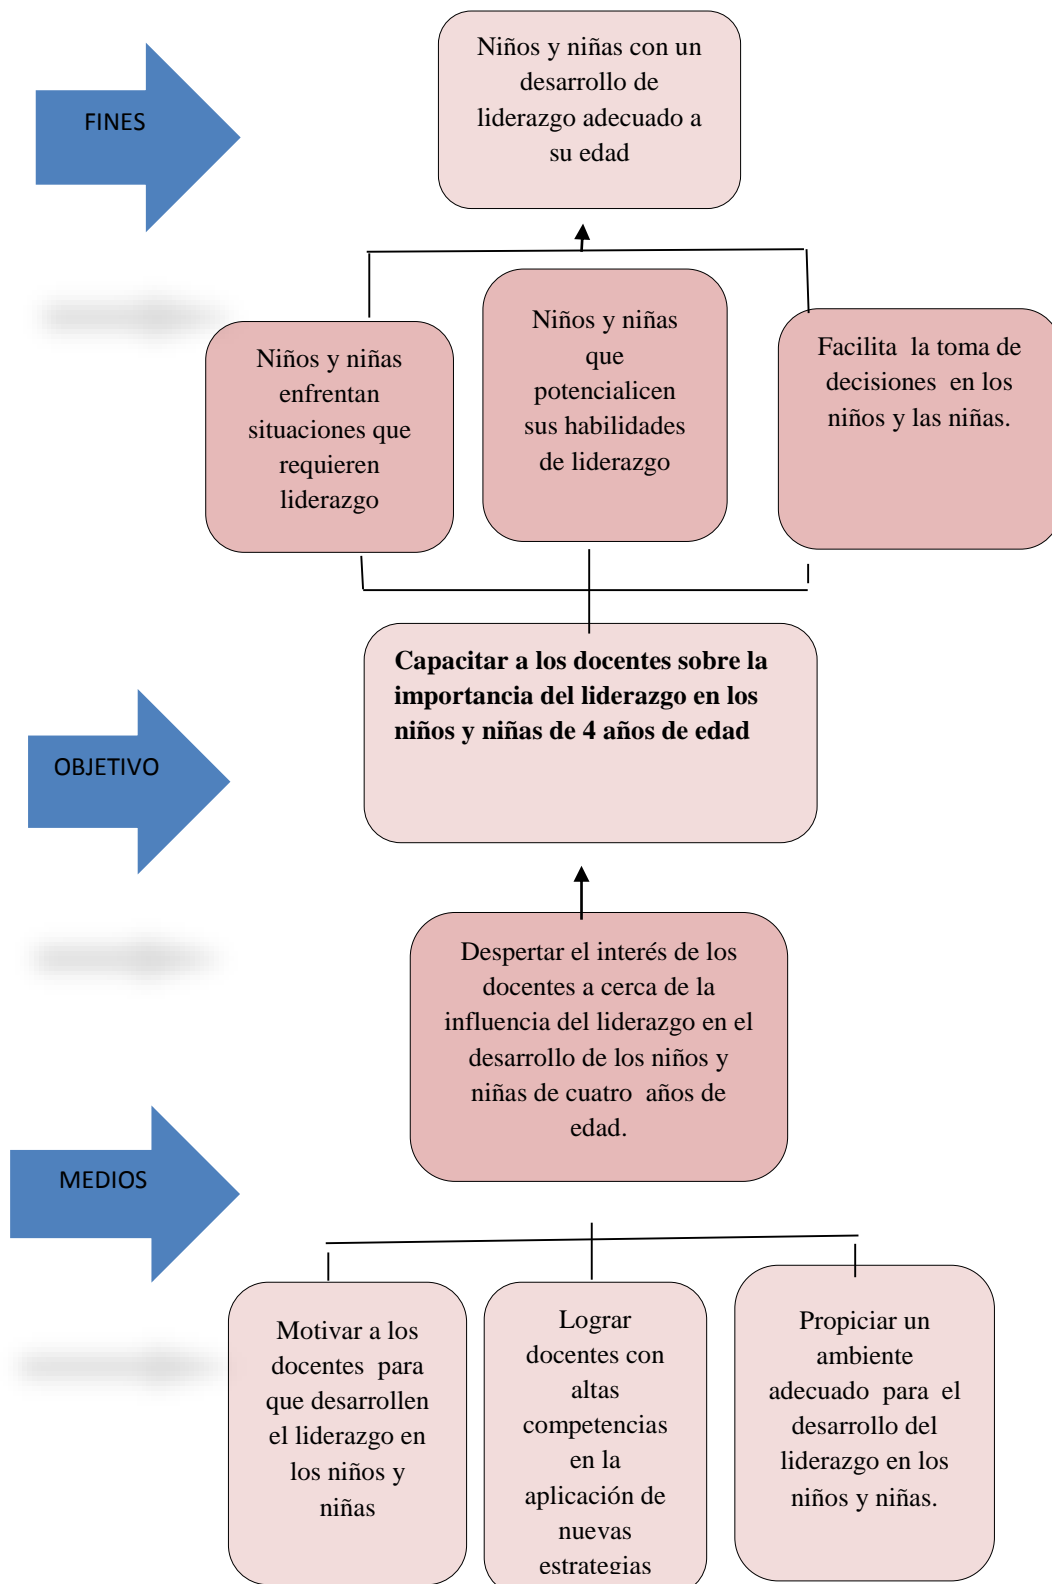 Niños y niñas con un
desarrollo de
liderazgo adecuado a
su edad
FINES
Niños y niñas
enfrentan
situaciones que
requieren
liderazgo
Niños y niñas
que
potencialicen
sus habilidades
de liderazgo
Facilita la toma de
decisiones en los
niños y las niñas.
Capacitar a los docentes sobre la
importancia del liderazgo en los
niños y niñas de 4 años de edad
OBJETIVO
Despertar el interés de los
docentes a cerca de la
influencia del liderazgo en el
desarrollo de los niños y
niñas de cuatro años de
edad.
MEDIOS
Motivar a los
docentes para
que desarrollen
el liderazgo en
los niños y
niñas
Lograr
docentes con
altas
competencias
en la
aplicación de
nuevas
estrategias
Propiciar un
ambiente
adecuado para el
desarrollo del
liderazgo en los
niños y niñas.